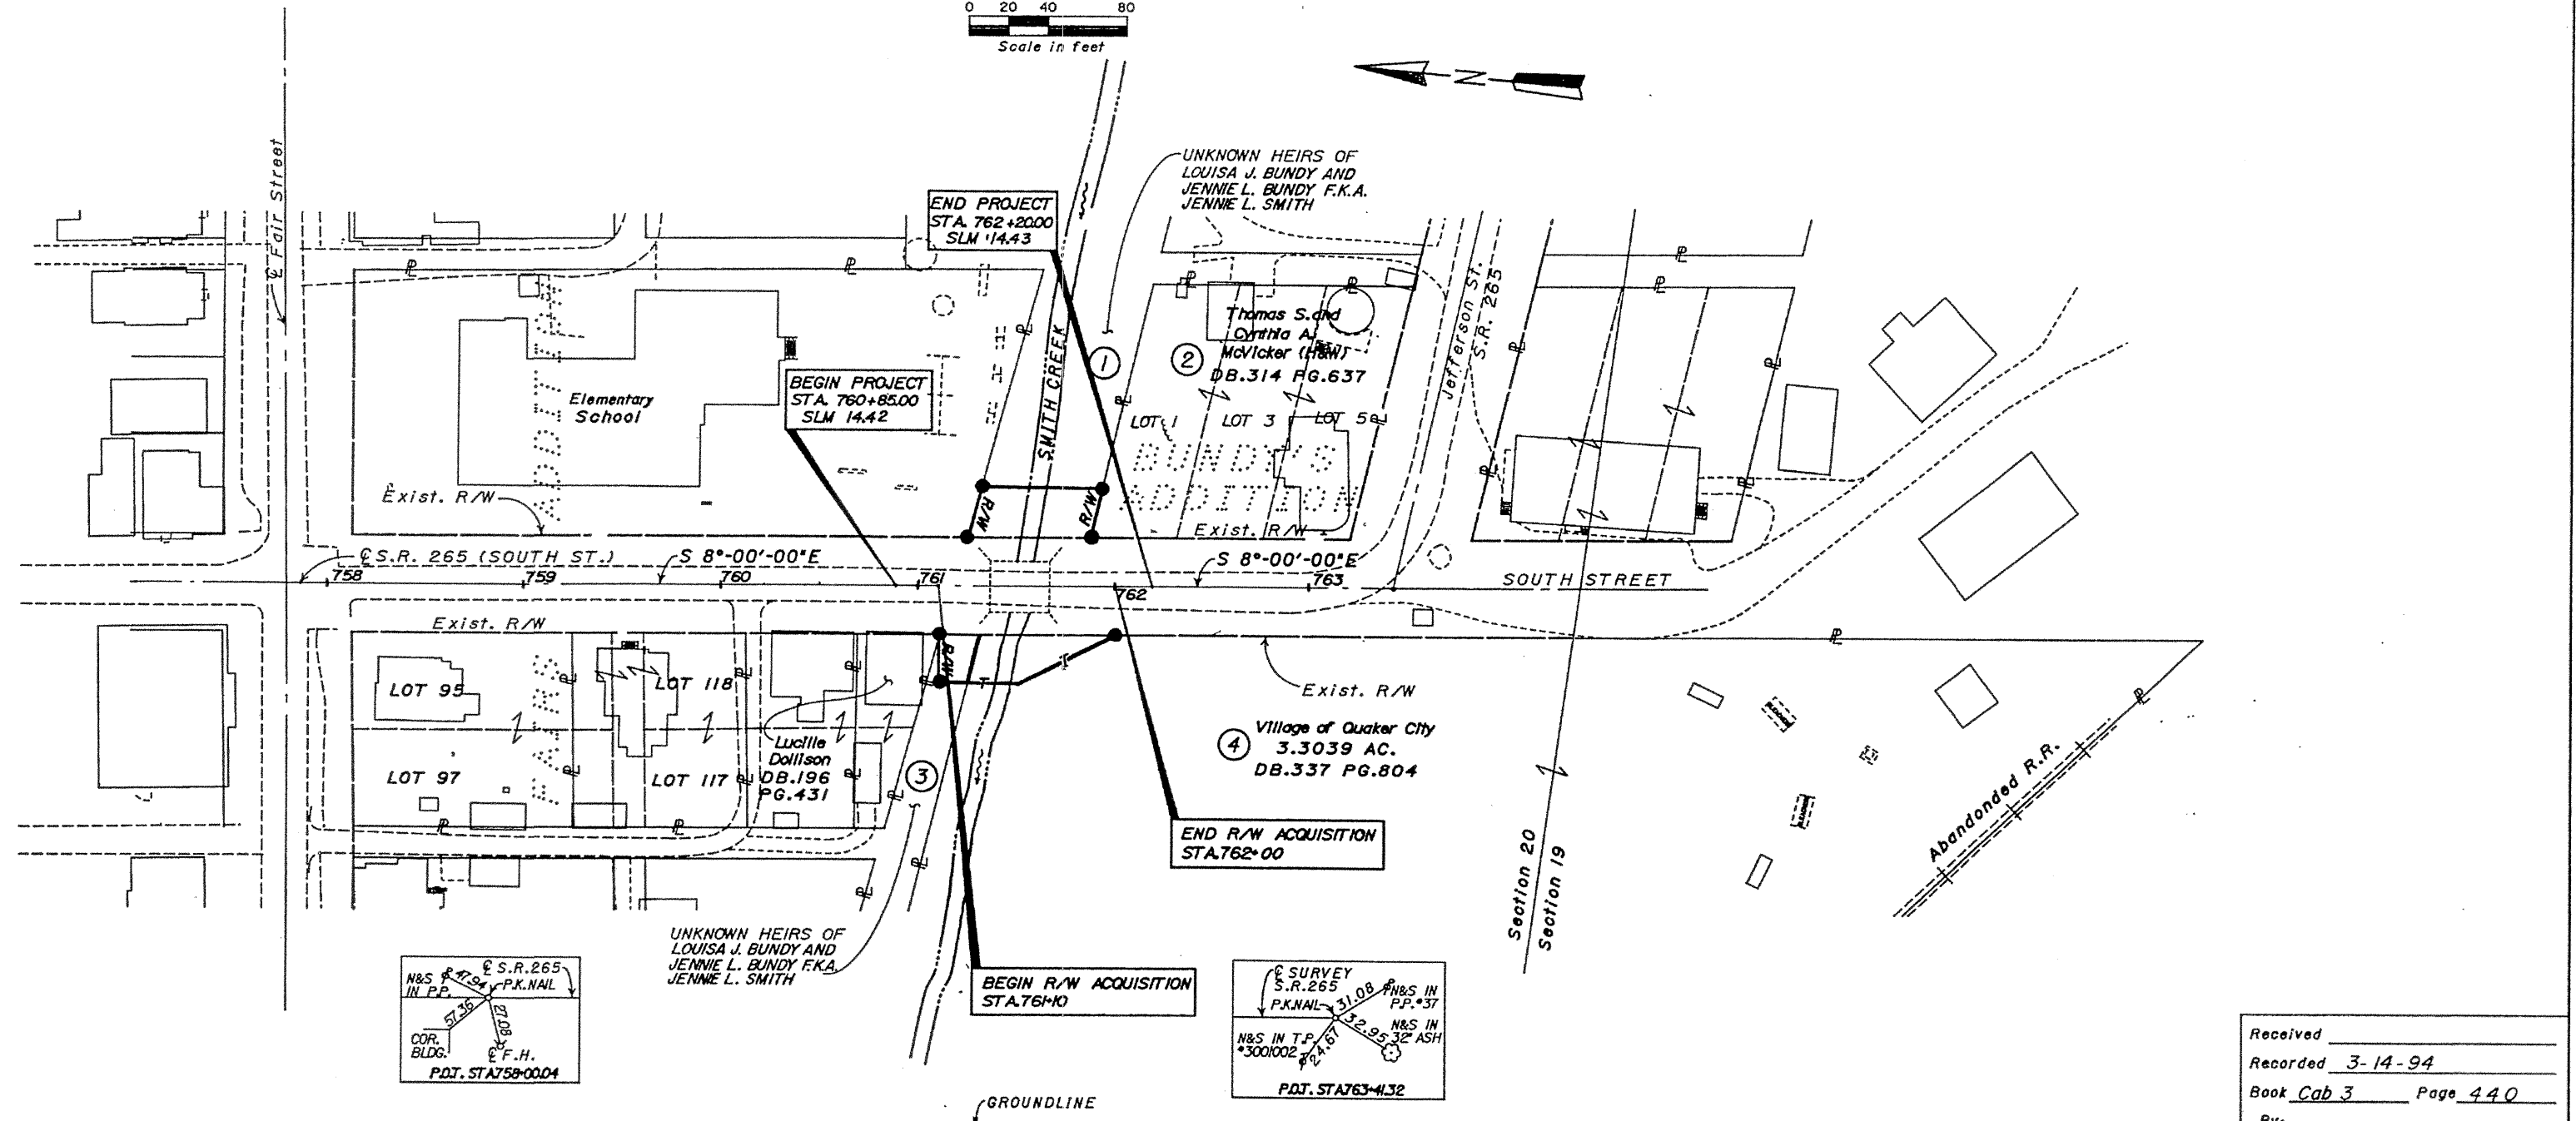 0 20 40 80
Scale in feet
N
℄ Fair Street
UNKNOWN HEIRS OF
LOUISA J. BUNDY AND
JENNIE L. BUNDY F.K.A.
JENNIE L. SMITH
END PROJECT
STA. 762+20.00
SLM 14.43
BEGIN PROJECT
STA. 760+85.00
SLM 14.42
SMITH CREEK
1
2
Thomas S. and
Cynthia A.
McVicker (H&W)
DB.314 PG.637
LOT 1
LOT 3
LOT 5
BUNDY'S
ADDITION
Jefferson St.
S.R. 265
Elementary
School
Exist. R/W
R/W
R/W
Exist. R/W
℄ S.R. 265 (SOUTH ST.)
S 8°-00'-00"E
S 8°-00'-00"E
SOUTH STREET
758
759
760
761
762
763
Exist. R/W
R/W
Exist. R/W
LOT 95
LOT 118
LOT 97
LOT 117
Lucille
Dollison
DB.196
PG.431
3
4
Village of Quaker City
3.3039 AC.
DB.337 PG.804
END R/W ACQUISITION
STA.762+00
Section 20
Section 19
Abandonded R.R.
UNKNOWN HEIRS OF
LOUISA J. BUNDY AND
JENNIE L. BUNDY F.K.A.
JENNIE L. SMITH
BEGIN R/W ACQUISITION
STA.761+10
N&S
IN P.P.
47.94
℄ S.R.265
P.K.NAIL
57.36
27.08
COR.
BLDG.
℄ F.H.
P.O.T. STA.758+00.04
℄ SURVEY
S.R.265
P.K.NAIL
31.08
N&S IN
P.P.#37
32.95
N&S IN
32" ASH
N&S IN T.P.
#3001002
24.67
P.O.T. STA.763+41.32
GROUNDLINE
Received
Recorded 3-14-94
Book Cab 3 Page 440